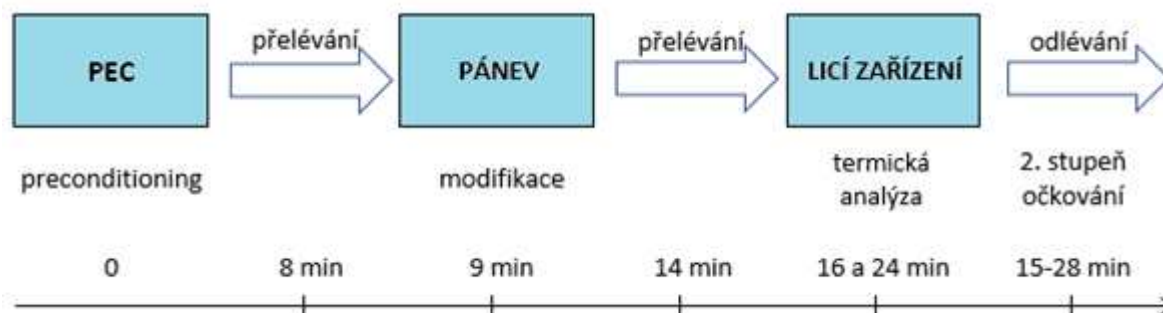 PEC
přelévání
PÁNEV
přelévání
LICÍ ZAŘÍZENÍ
odlévání
preconditioning
modifikace
termická
analýza
2. stupeň
očkování
0
8 min
9 min
14 min
16 a 24 min
15-28 min